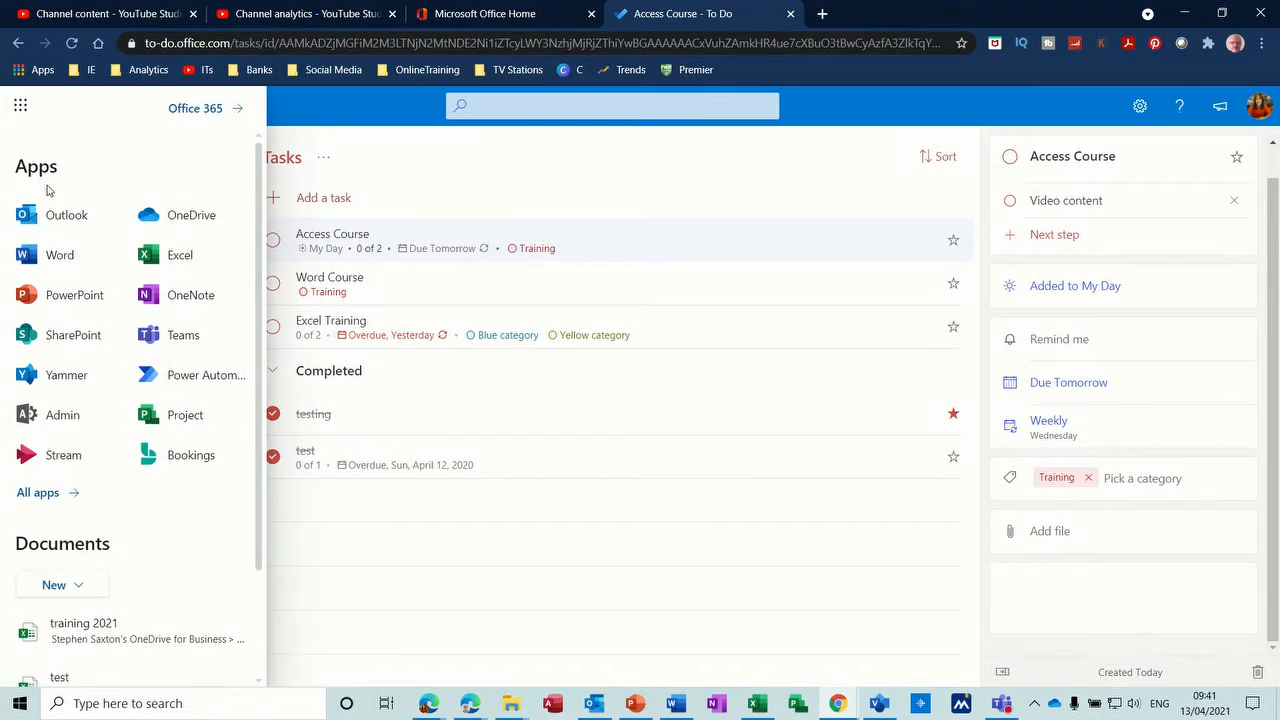 Channel content - YouTube Studi
Channel analytics - YouTube Stud
Microsoft Office Home
Access Course - To Do
to-do.office.com/tasks/id/AAMkADZjMGFiM2M3LTNjN2MtNDE2Ni1iZTcyLWY3NzhjMjRjZThiYwBGAAAAAACxVuhZAmkHR4ue7cXBuO3tBwCyAzfA3ZlkTqY...
Apps
IE
Analytics
ITs
Banks
Social Media
OnlineTraining
TV Stations
C
Trends
Premier
Office 365
Apps
Outlook
OneDrive
Word
Excel
PowerPoint
OneNote
SharePoint
Teams
Yammer
Power Autom...
Admin
Project
Stream
Bookings
All apps
Documents
New
training 2021
Stephen Saxton's OneDrive for Business > ...
test
Tasks
Sort
Add a task
Access Course
My Day • 0 of 2 • Due Tomorrow • Training
Word Course
Training
Excel Training
0 of 2 • Overdue, Yesterday • Blue category Yellow category
Completed
testing
test
0 of 1 • Overdue, Sun, April 12, 2020
Access Course
Video content
Next step
Added to My Day
Remind me
Due Tomorrow
Weekly
Wednesday
Training
Pick a category
Add file
Created Today
Type here to search
ENG
09:41
13/04/2021